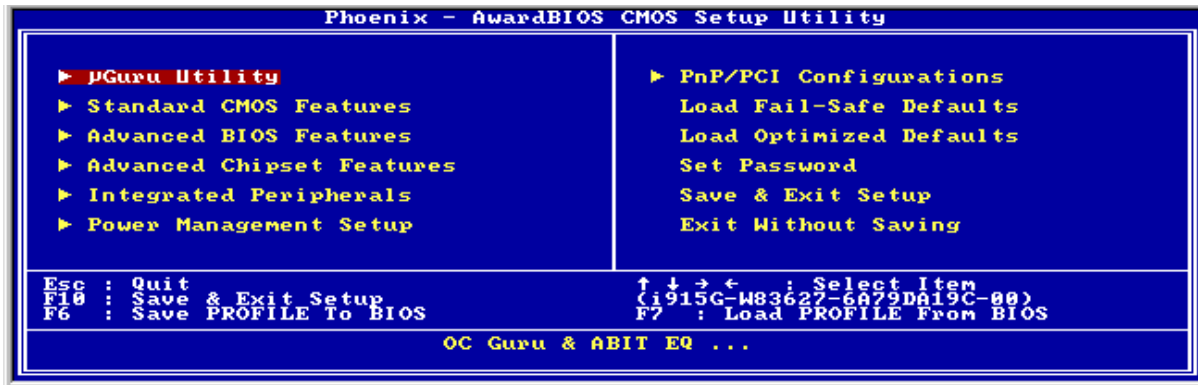 Phoenix - AwardBIOS CMOS Setup Utility
► µGuru Utility
► Standard CMOS Features
► Advanced BIOS Features
► Advanced Chipset Features
► Integrated Peripherals
► Power Management Setup
► PnP/PCI Configurations
Load Fail-Safe Defaults
Load Optimized Defaults
Set Password
Save & Exit Setup
Exit Without Saving
Esc : Quit
F10 : Save & Exit Setup
F6 : Save PROFILE To BIOS
↑ ↓ → ← : Select Item
(i915G-W83627-6A79DA19C-00)
F7 : Load PROFILE From BIOS
OC Guru & ABIT EQ ...